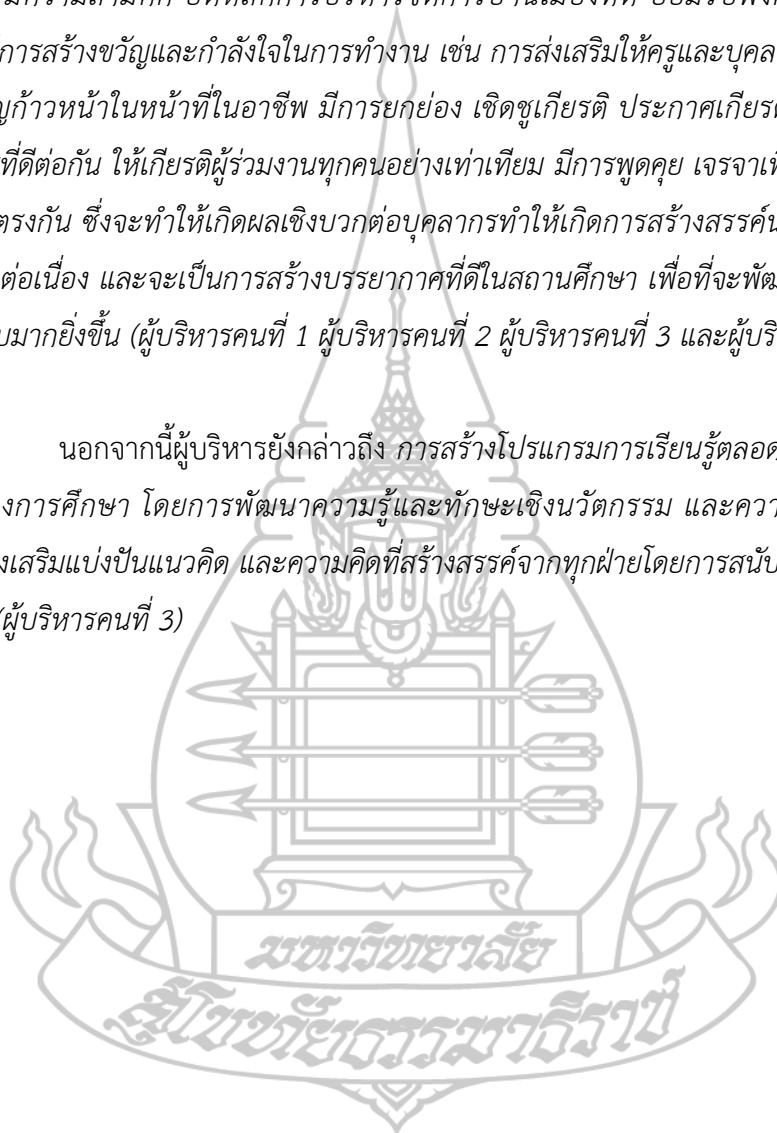 การสร้างขวัญและกำลังใจในการทำงาน เช่น การส่งเสริมให้ครูและบุคลา
ญก้าวหน้าในหน้าที่ในอาชีพ มีการยกย่อง เชิดชูเกียรติ ประกาศเกียรติ
ที่ดีต่อกัน ให้เกียรติผู้ร่วมงานทุกคนอย่างเท่าเทียม มีการพูดคุย เจรจาเพื่
ตรงกัน ซึ่งจะทำให้เกิดผลเชิงบวกต่อบุคลากรทำให้เกิดการสร้างสรรค์น
ต่อเนื่อง และจะเป็นการสร้างบรรยากาศที่ดีในสถานศึกษา เพื่อที่จะพัฒ
บมากยิ่งขึ้น (ผู้บริหารคนที่ 1 ผู้บริหารคนที่ 2 ผู้บริหารคนที่ 3 และผู้บริ
นอกจากนี้ผู้บริหารยังกล่าวถึง การสร้างโปรแกรมการเรียนรู้ตลอด
งการศึกษา โดยการพัฒนาความรู้และทักษะเชิงนวัตกรรม และควา
งเสริมแบ่งปันแนวคิด และความคิดที่สร้างสรรค์จากทุกฝ่ายโดยการสนับ
(ผู้บริหารคนที่ 3)
มหาวิทยาลัย
สุโขทัยธรรมาธิราช